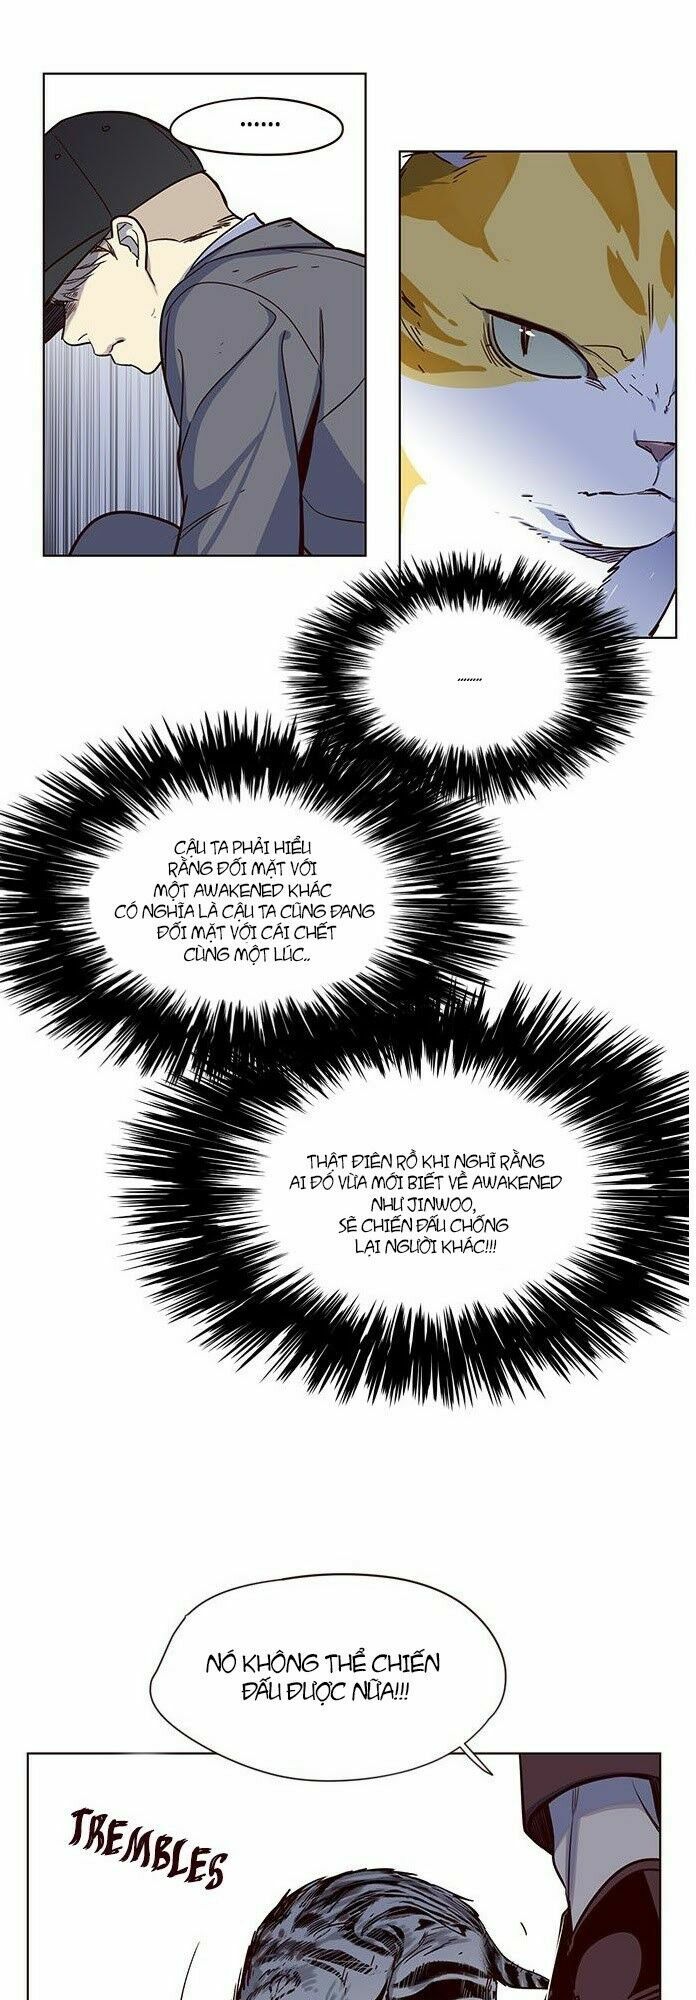 ......
........
CẬU TA PHẢI HIỂU
RẰNG ĐỐI MẶT VỚI
MỘT AWAKENED KHÁC
CÓ NGHĨA LÀ CẬU TA CŨNG ĐANG
ĐỐI MẶT VỚI CÁI CHẾT
CÙNG MỘT LÚC..
THẬT ĐIÊN RỒ KHI NGHĨ RẰNG
AI ĐÓ VỪA MỚI BIẾT VỀ AWAKENED
NHƯ JINWOO,
SẼ CHIẾN ĐẤU CHỐNG
LẠI NGƯỜI KHÁC!!!
NÓ KHÔNG THỂ CHIẾN
ĐẤU ĐƯỢC NỮA!!!
TREMBLES